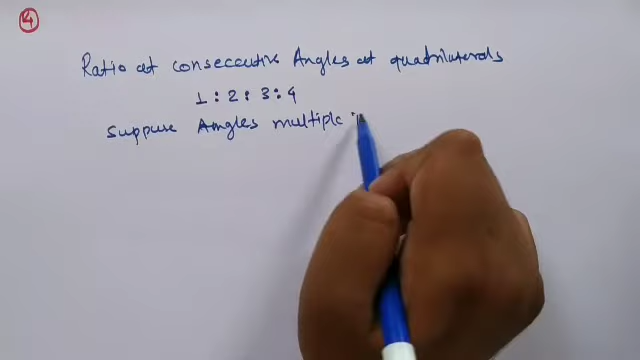 4
Ratio of consecutive Angles of quadrilaterals
1 : 2 : 3 : 4
Suppose Angles multiple